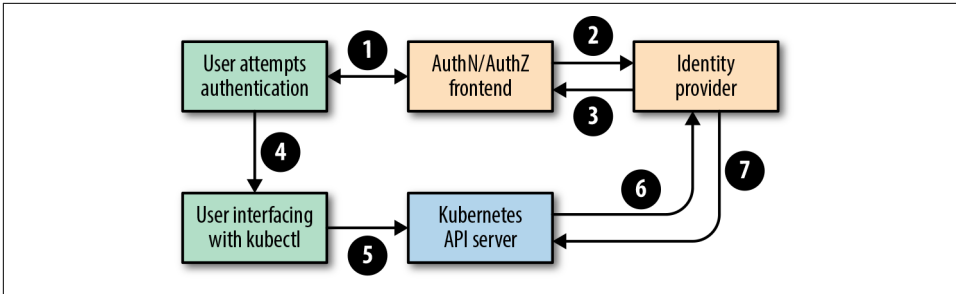 1
2
User attempts
authentication
AuthN/AuthZ
frontend
Identity
provider
3
4
7
6
User interfacing
with kubectl
Kubernetes
API server
5